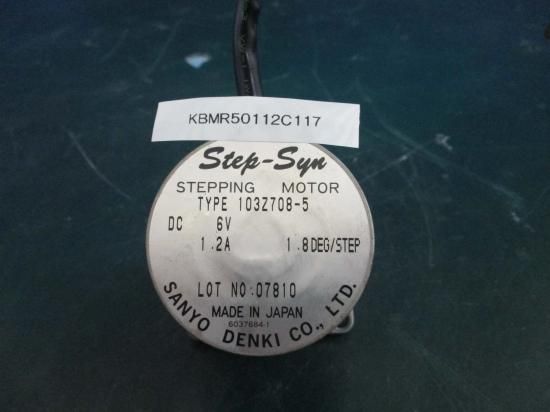 KBMR50112C117
Step-Syn
STEPPING MOTOR
TYPE 103Z708-5
DC 6V
1.2A 1.8DEG/STEP
LOT NO:07810
MADE IN JAPAN
6037684-1
SANYO DENKI CO., LTD.